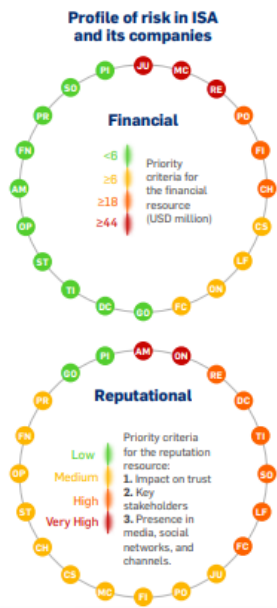 Profile of risk in ISA
and its companies
JU
MC
RE
PO
FI
CH
CS
LF
ON
FC
GO
DC
TI
ST
OP
AM
FN
PR
SO
PI
Financial
<6
≥6
≥18
≥44
Priority
criteria for
the financial
resource
(USD million)
AM
ON
RE
DC
TI
SO
LF
FC
JU
PO
FI
MC
CS
CH
ST
OP
FN
PR
GO
PI
Reputational
Low
Medium
High
Very High
Priority criteria
for the reputation
resource:
1. Impact on trust
2. Key
stakeholders
3. Presence in
media, social
networks, and
channels.